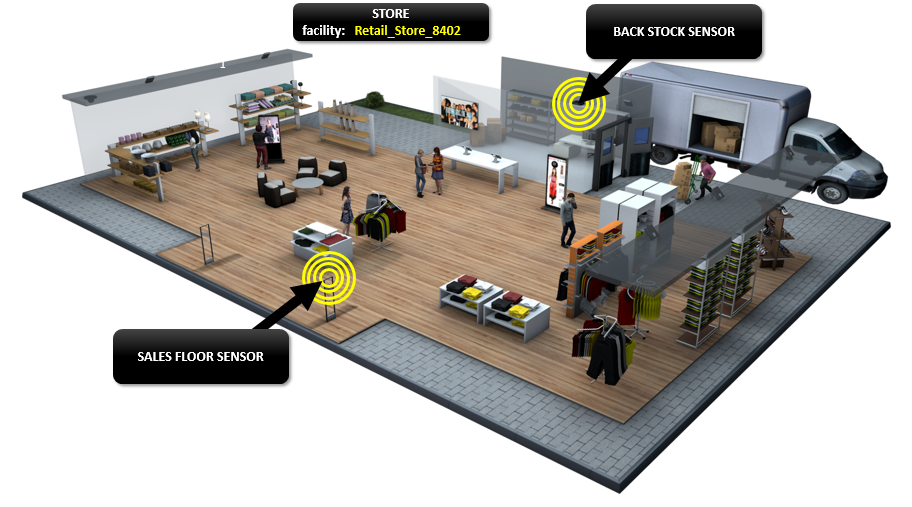 STORE
facility: Retail_Store_8402
BACK STOCK SENSOR
SALES FLOOR SENSOR